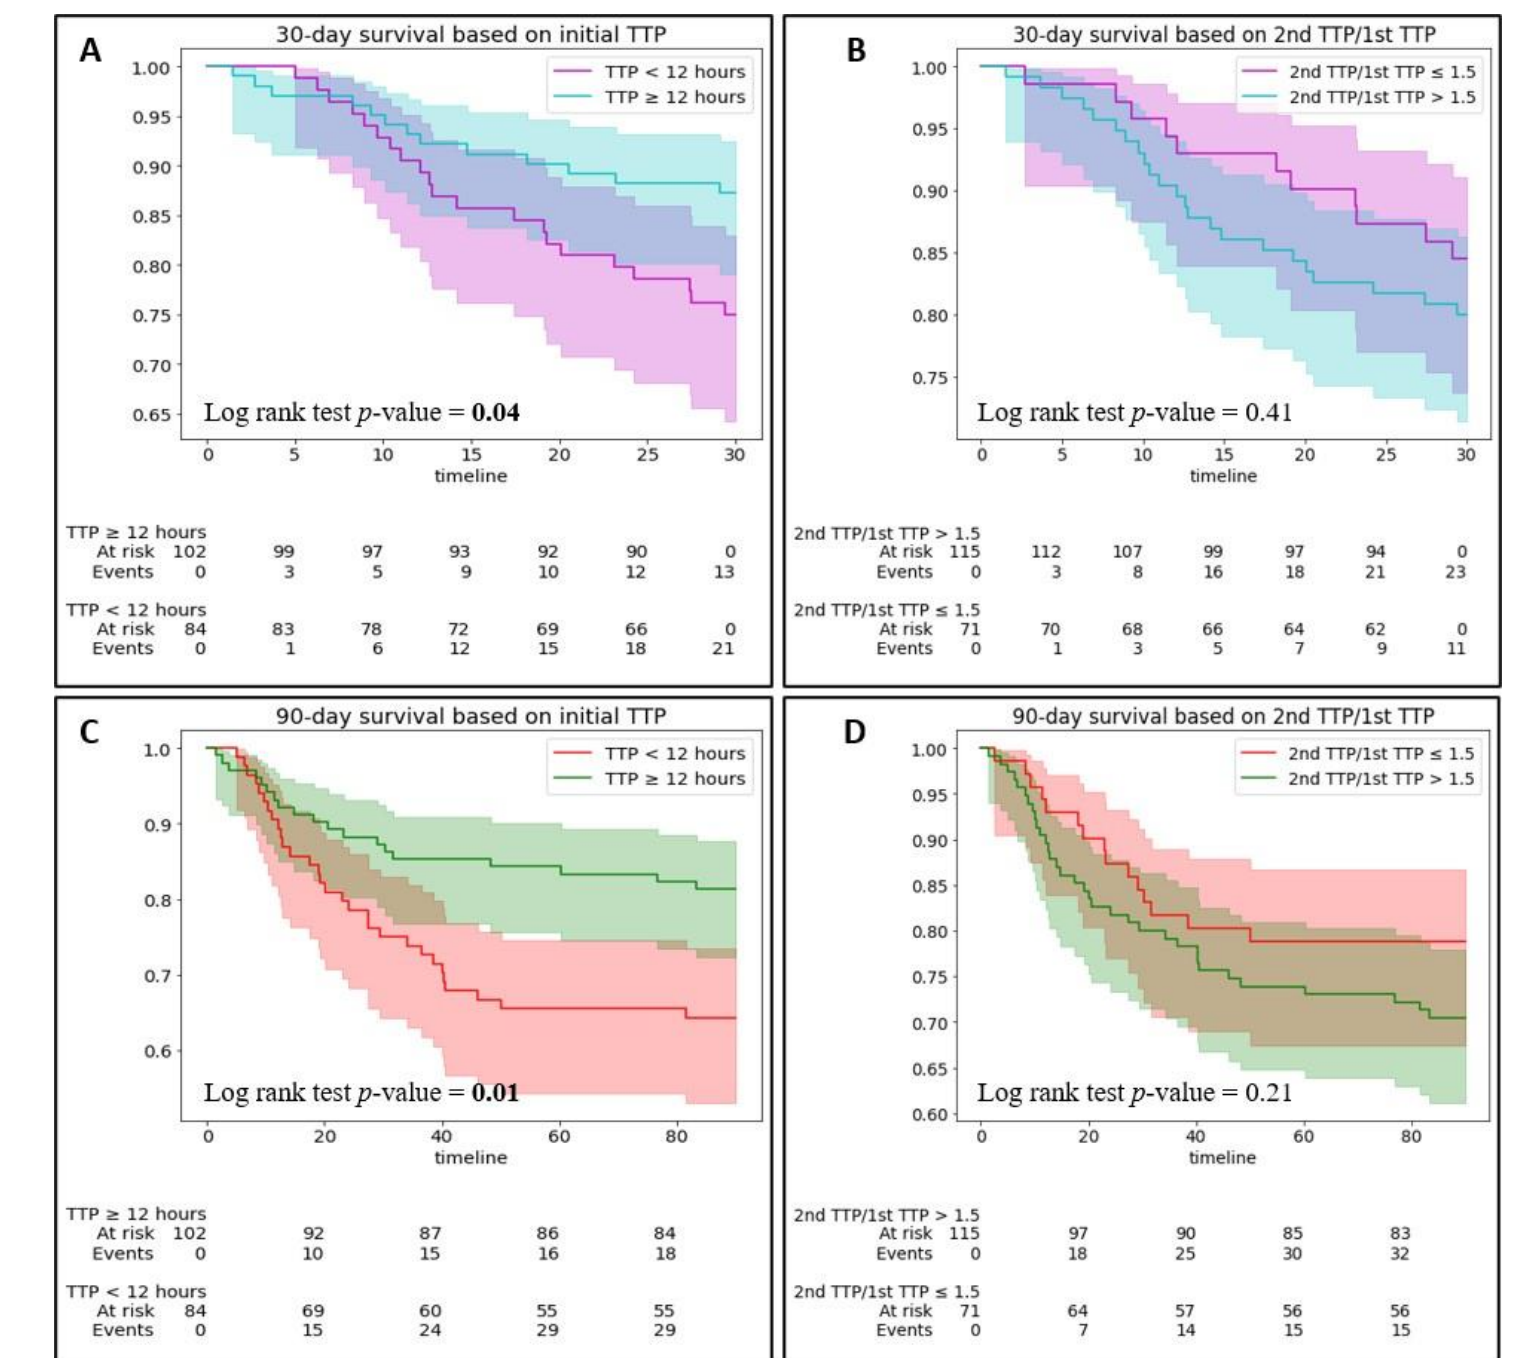 A
30-day survival based on initial TTP
TTP < 12 hours
TTP ≥ 12 hours
1.00
0.95
0.90
0.85
0.80
0.75
0.70
0.65
Log rank test p-value = 0.04
0 5 10 15 20 25 30
timeline
TTP ≥ 12 hours
At risk 102 99 97 93 92 90 0
Events 0 3 5 9 10 12 13
TTP < 12 hours
At risk 84 83 78 72 69 66 0
Events 0 1 6 12 15 18 21
B
30-day survival based on 2nd TTP/1st TTP
2nd TTP/1st TTP ≤ 1.5
2nd TTP/1st TTP > 1.5
1.00
0.95
0.90
0.85
0.80
0.75
Log rank test p-value = 0.41
0 5 10 15 20 25 30
timeline
2nd TTP/1st TTP > 1.5
At risk 115 112 107 99 97 94 0
Events 0 3 8 16 18 21 23
2nd TTP/1st TTP ≤ 1.5
At risk 71 70 68 66 64 62 0
Events 0 1 3 5 7 9 11
C
90-day survival based on initial TTP
TTP < 12 hours
TTP ≥ 12 hours
1.0
0.9
0.8
0.7
0.6
Log rank test p-value = 0.01
0 20 40 60 80
timeline
TTP ≥ 12 hours
At risk 102 92 87 86 84
Events 0 10 15 16 18
TTP < 12 hours
At risk 84 69 60 55 55
Events 0 15 24 29 29
D
90-day survival based on 2nd TTP/1st TTP
2nd TTP/1st TTP ≤ 1.5
2nd TTP/1st TTP > 1.5
1.00
0.95
0.90
0.85
0.80
0.75
0.70
0.65
0.60
Log rank test p-value = 0.21
0 20 40 60 80
timeline
2nd TTP/1st TTP > 1.5
At risk 115 97 90 85 83
Events 0 18 25 30 32
2nd TTP/1st TTP ≤ 1.5
At risk 71 64 57 56 56
Events 0 7 14 15 15